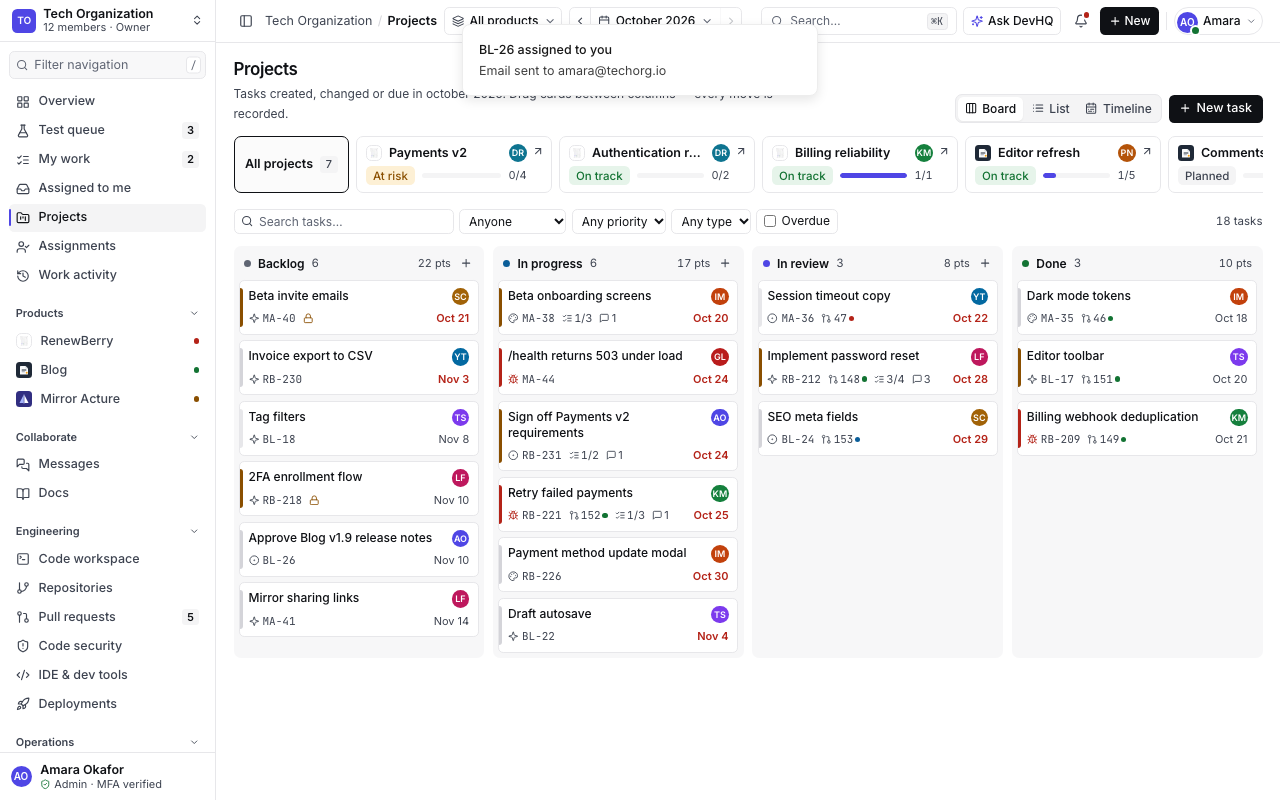 TO
Tech Organization
12 members · Owner
Filter navigation
/
Overview
Test queue 3
My work 2
Assigned to me
Projects
Assignments
Work activity
Products
RenewBerry
Blog
Mirror Acture
Collaborate
Messages
Docs
Engineering
Code workspace
Repositories
Pull requests 5
Code security
IDE & dev tools
Deployments
Operations
AO
Amara Okafor
Admin · MFA verified
Tech Organization / Projects
All products
October 2026
Search...
⌘K
Ask DevHQ
New
AO
Amara
BL-26 assigned to you
Email sent to amara@techorg.io
Projects
Tasks created, changed or due in october 2026. Drag cards between columns — every move is
recorded.
Board
List
Timeline
New task
All projects 7
Payments v2 DR
At risk 0/4
Authentication r... DR
On track 0/2
Billing reliability KM
On track 1/1
Editor refresh PN
On track 1/5
Comments
Planned
Search tasks...
Anyone
Any priority
Any type
Overdue
18 tasks
Backlog 6 22 pts
Beta invite emails SC
MA-40 Oct 21
Invoice export to CSV YT
RB-230 Nov 3
Tag filters TS
BL-18 Nov 8
2FA enrollment flow LF
RB-218 Nov 10
Approve Blog v1.9 release notes AO
BL-26 Nov 10
Mirror sharing links LF
MA-41 Nov 14
In progress 6 17 pts
Beta onboarding screens IM
MA-38 1/3 1 Oct 20
/health returns 503 under load GL
MA-44 Oct 24
Sign off Payments v2 AO
requirements
RB-231 1/2 1 Oct 24
Retry failed payments KM
RB-221 152 1/3 1 Oct 25
Payment method update modal IM
RB-226 Oct 30
Draft autosave TS
BL-22 Nov 4
In review 3 8 pts
Session timeout copy YT
MA-36 47 Oct 22
Implement password reset LF
RB-212 148 3/4 3 Oct 28
SEO meta fields SC
BL-24 153 Oct 29
Done 3 10 pts
Dark mode tokens IM
MA-35 46 Oct 18
Editor toolbar TS
BL-17 151 Oct 20
Billing webhook deduplication KM
RB-209 149 Oct 21